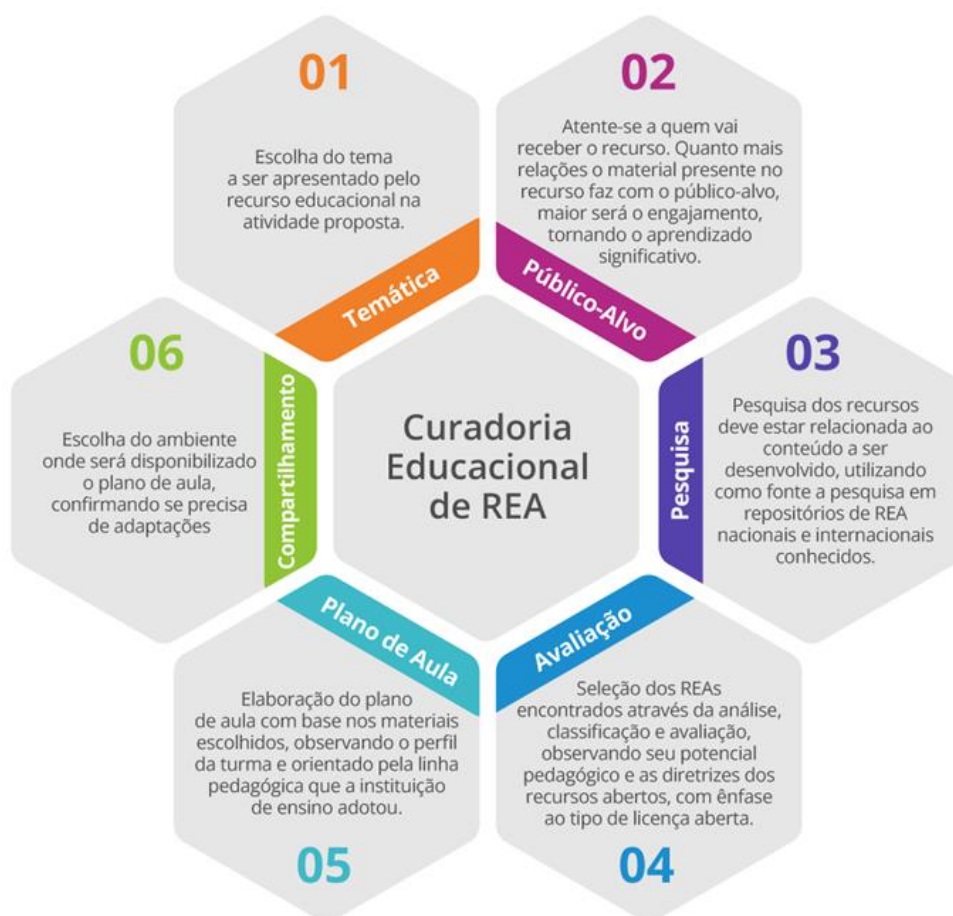 01
Escolha do tema
a ser apresentado pelo
recurso educacional na
atividade proposta.
Temática
02
Atente-se a quem vai
receber o recurso. Quanto mais
relações o material presente no
recurso faz com o público-alvo,
maior será o engajamento,
tornando o aprendizado
significativo.
Público-Alvo
03
Pesquisa dos recursos
deve estar relacionada ao
conteúdo a ser
desenvolvido, utilizando
como fonte a pesquisa em
repositórios de REA
nacionais e internacionais
conhecidos.
Pesquisa
Curadoria
Educacional
de REA
Avaliação
Seleção dos REAs
encontrados através da análise,
classificação e avaliação,
observando seu potencial
pedagógico e as diretrizes dos
recursos abertos, com ênfase
ao tipo de licença aberta.
04
Plano de Aula
Elaboração do plano
de aula com base nos materiais
escolhidos, observando o perfil
da turma e orientado pela linha
pedagógica que a instituição
de ensino adotou.
05
06
Escolha do ambiente
onde será disponibilizado
o plano de aula,
confirmando se precisa
de adaptações
Compartilhamento